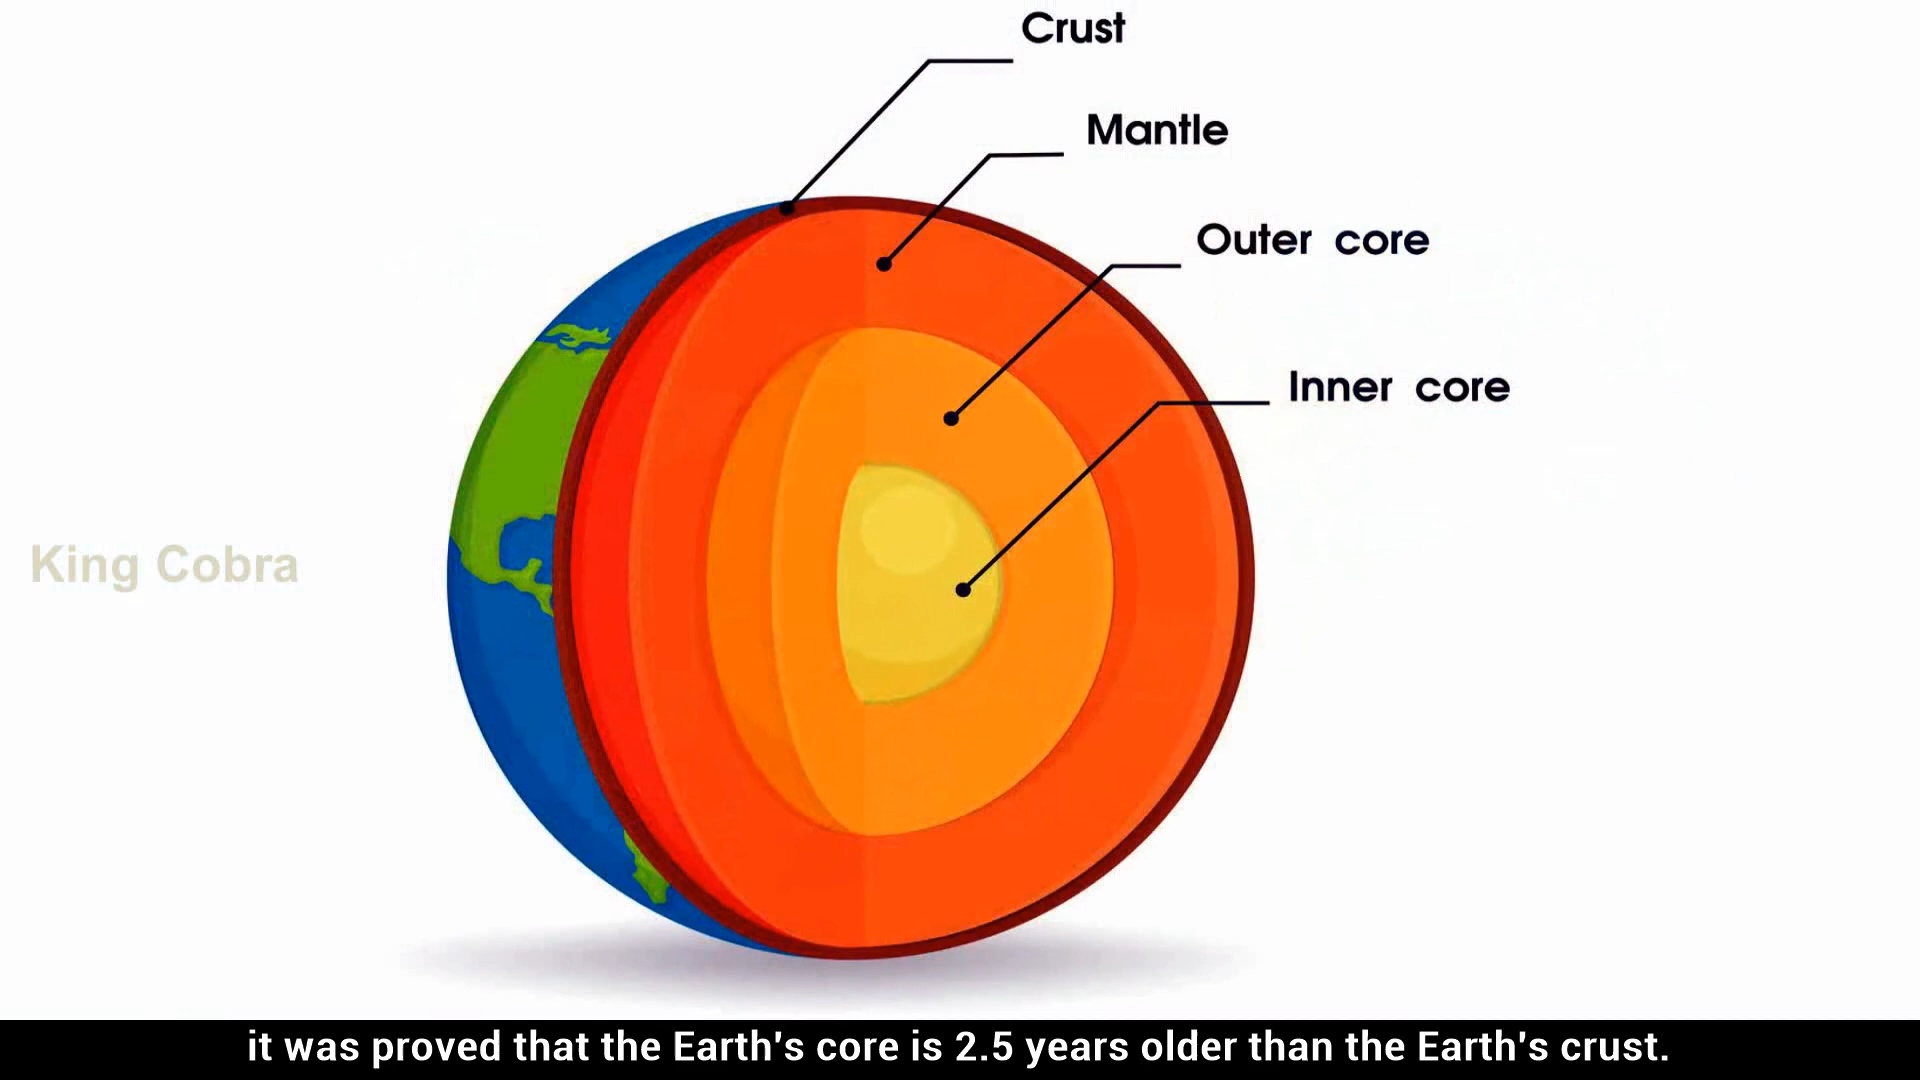 Crust
Mantle
Outer core
Inner core
King Cobra
it was proved that the Earth's core is 2.5 years older than the Earth's crust.